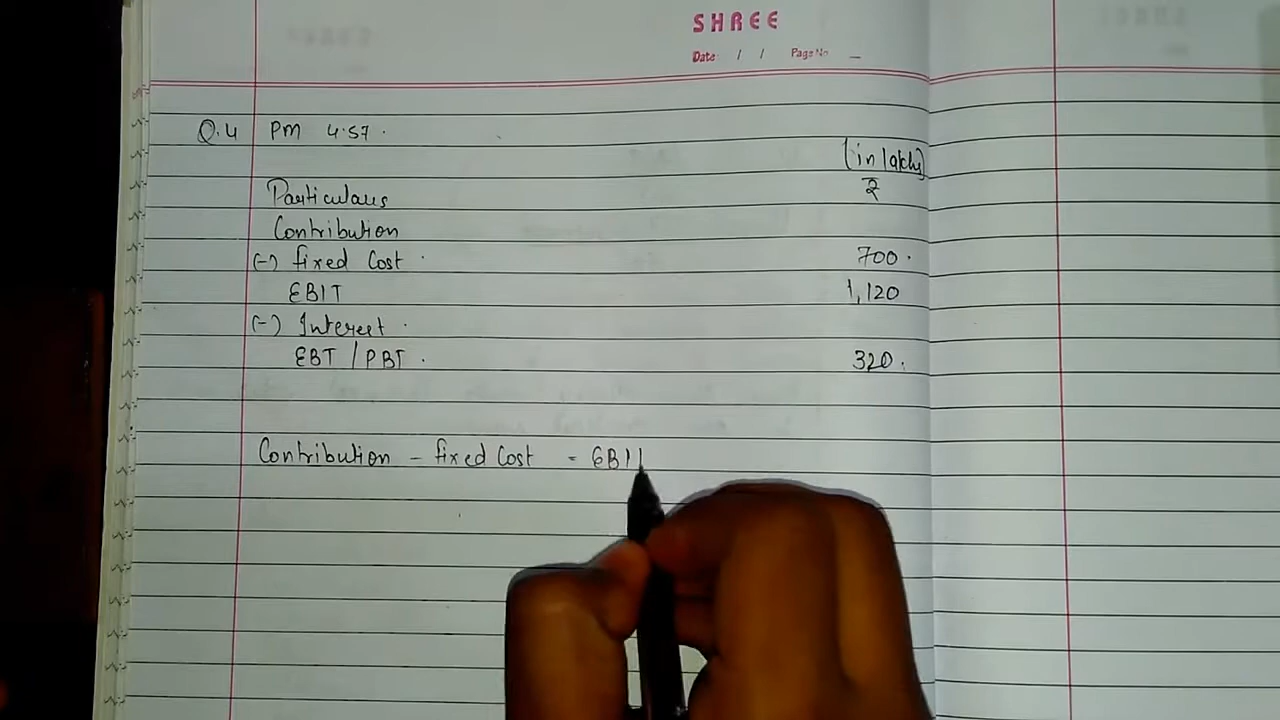 SHREE
Date / / Page No
Q.4 PM 4.57.
(in lakhs)
Particulars ₹
Contribution
(-) fixed Cost 700.
EBIT 1,120
(-) Interest
EBT / PBT. 320.
Contribution - fixed Cost = EBI